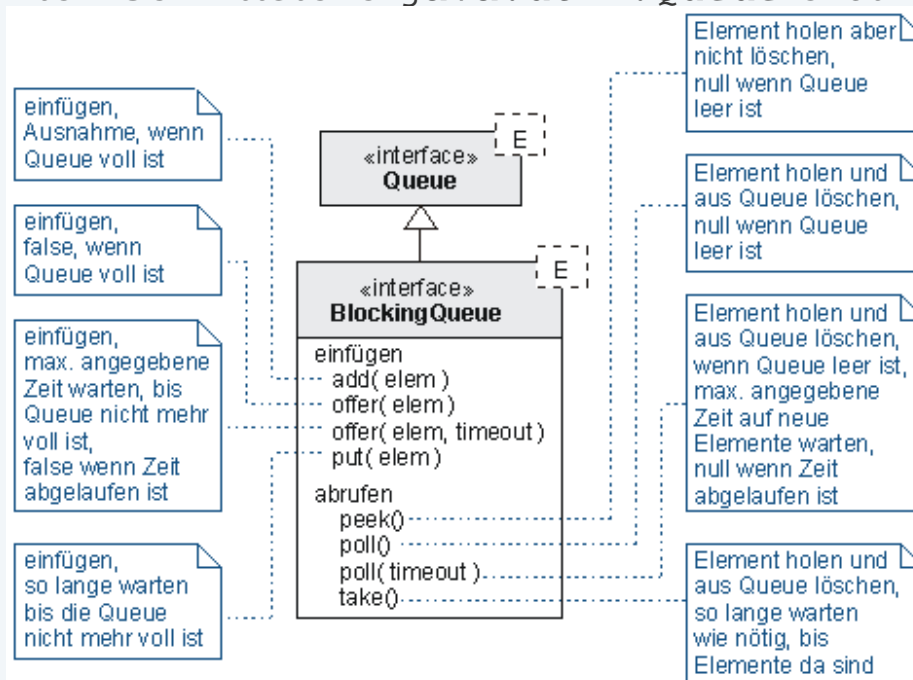 einfügen,
Ausnahme, wenn
Queue voll ist
einfügen,
false, wenn
Queue voll ist
einfügen,
max. angegebene
Zeit warten, bis
Queue nicht mehr
voll ist,
false wenn Zeit
abgelaufen ist
einfügen,
so lange warten
bis die Queue
nicht mehr voll ist
E
«interface»
Queue
E
«interface»
BlockingQueue
einfügen
add( elem )
offer( elem )
offer( elem, timeout )
put( elem )
abrufen
peek()
poll()
poll( timeout )
take()
Element holen aber
nicht löschen,
null wenn Queue
leer ist
Element holen und
aus Queue löschen,
null wenn Queue
leer ist
Element holen und
aus Queue löschen,
wenn Queue leer ist,
max. angegebene
Zeit auf neue
Elemente warten,
null wenn Zeit
abgelaufen ist
Element holen und
aus Queue löschen,
so lange warten
wie nötig, bis
Elemente da sind